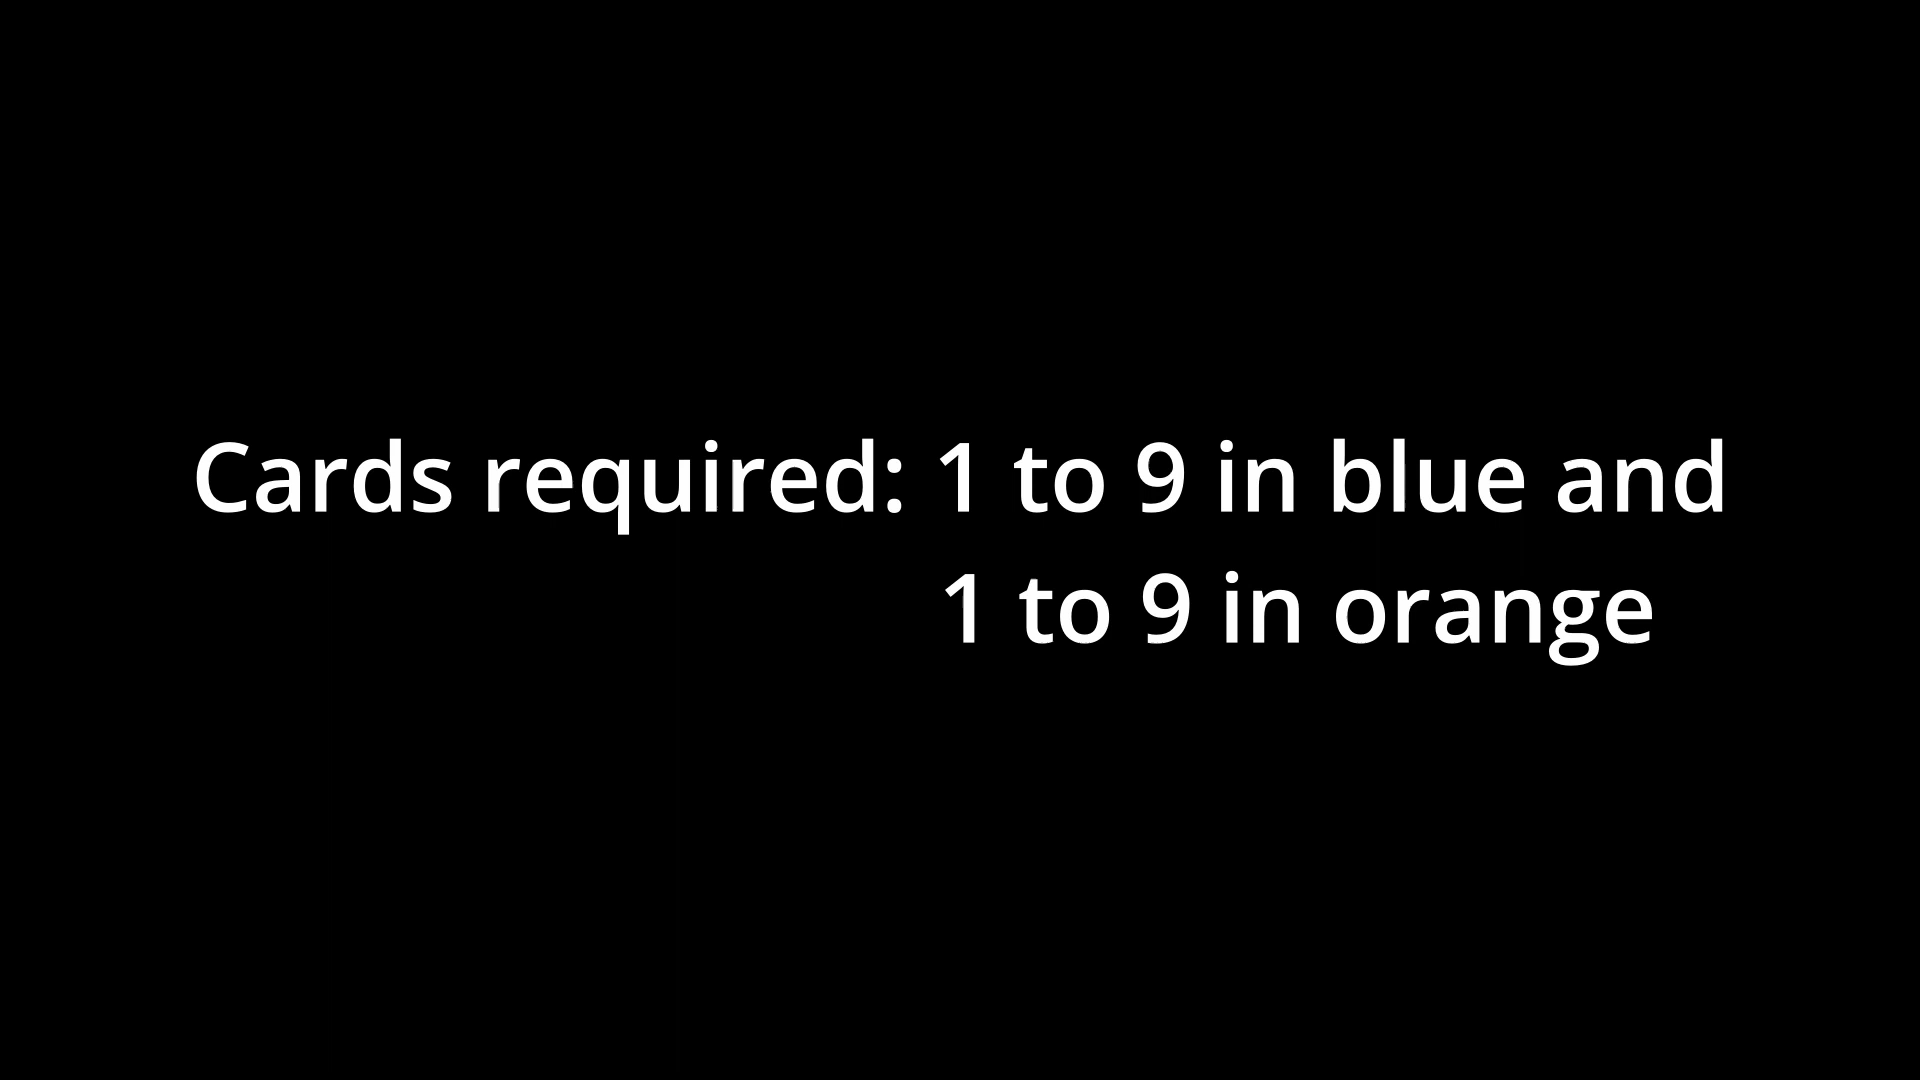 Cards required: 1 to 9 in blue and
1 to 9 in orange